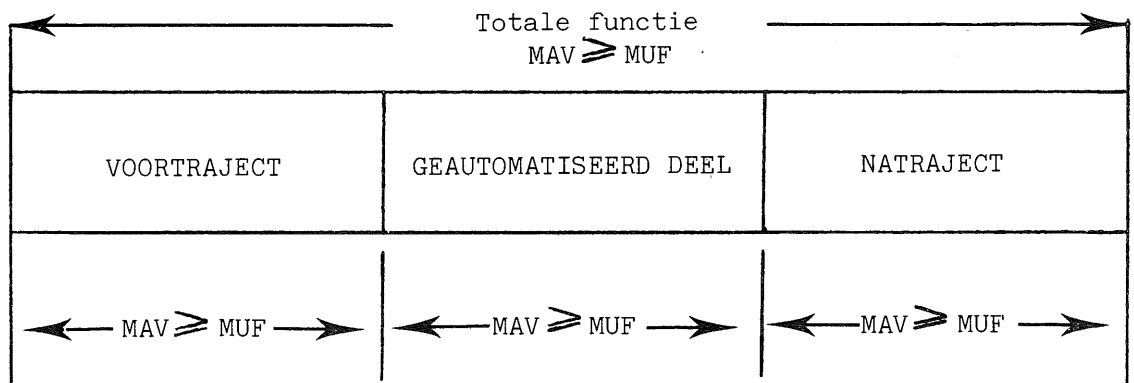 Totale functie
MAV ⩾ MUF
VOORTRAJECT GEAUTOMATISEERD DEEL NATRAJECT
MAV ⩾ MUF MAV ⩾ MUF MAV ⩾ MUF